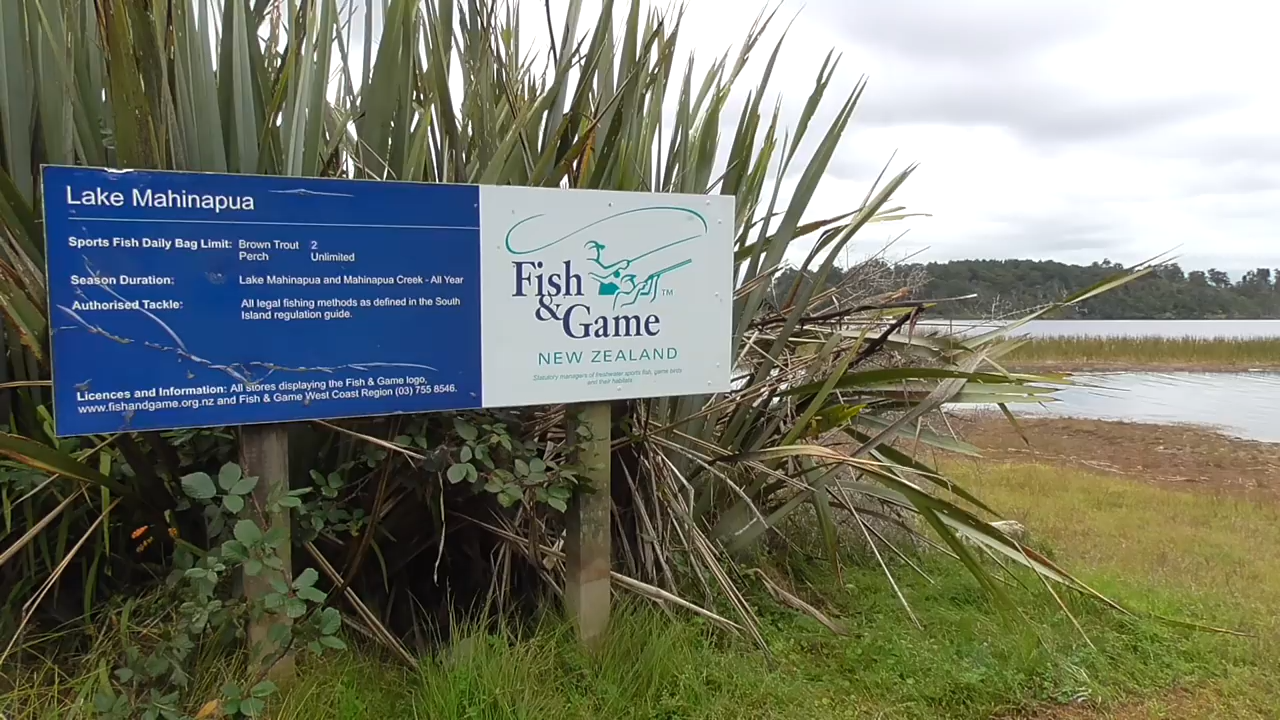 Lake Mahinapua
Sports Fish Daily Bag Limit: Brown Trout 2
Perch Unlimited
Season Duration: Lake Mahinapua and Mahinapua Creek - All Year
Authorised Tackle: All legal fishing methods as defined in the South
Island regulation guide.
Licences and Information: All stores displaying the Fish & Game logo,
www.fishandgame.org.nz and Fish & Game West Coast Region (03) 755 8546.
Fish
& Game
TM
NEW ZEALAND
Statutory managers of freshwater sports fish, game birds
and their habitats